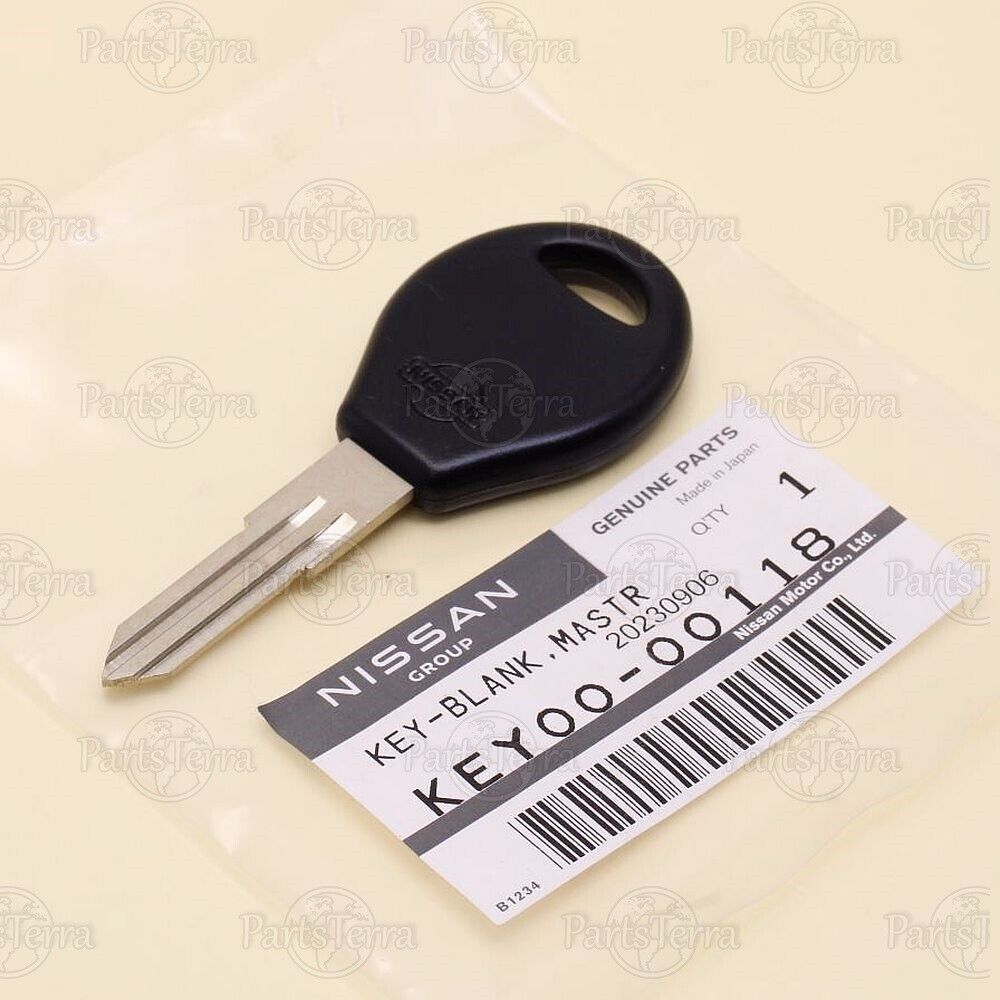 NISSAN
NISSAN
GROUP
GENUINE PARTS
Made in Japan
Q'TY 1
KEY-BLANK,MASTR
20230906
KEY00-00118
Nissan Motor Co., Ltd.
B1234
PartsTerra